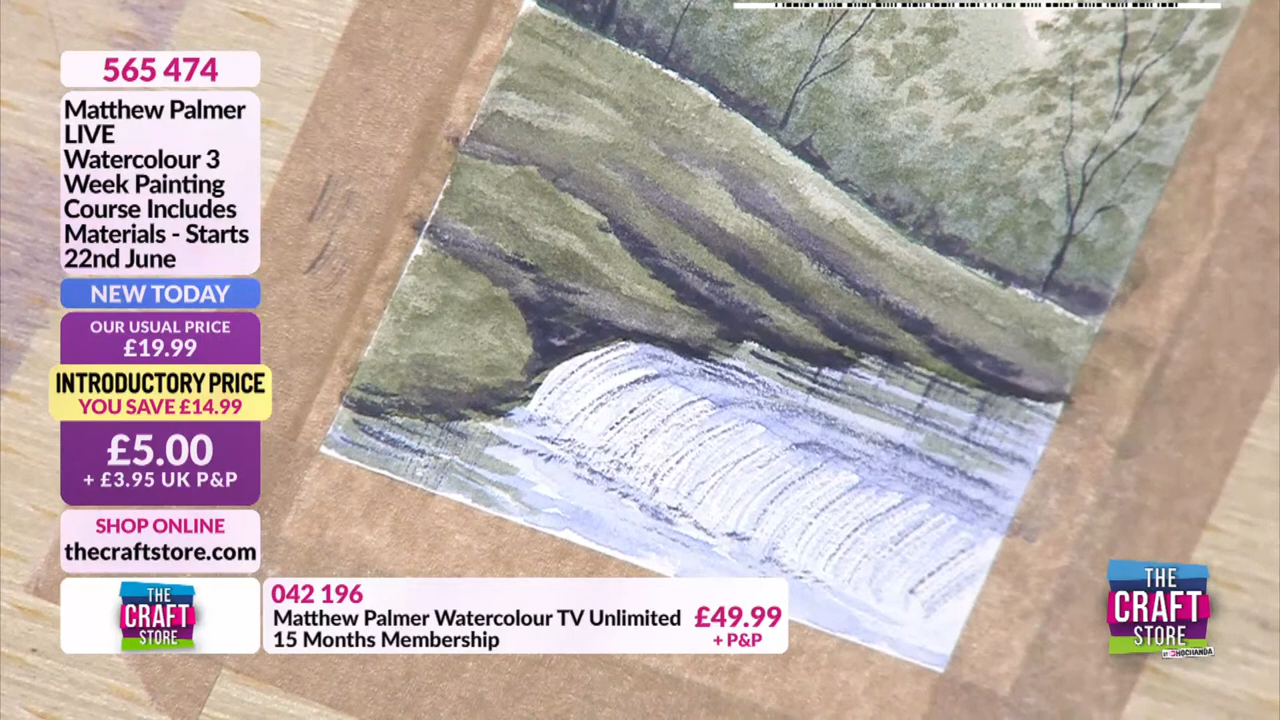 565 474
Matthew Palmer
LIVE
Watercolour 3
Week Painting
Course Includes
Materials - Starts
22nd June
NEW TODAY
OUR USUAL PRICE
£19.99
INTRODUCTORY PRICE
YOU SAVE £14.99
£5.00
+ £3.95 UK P&P
SHOP ONLINE
thecraftstore.com
THE
CRAFT
STORE
042 196
Matthew Palmer Watercolour TV Unlimited
15 Months Membership
£49.99
+ P&P
THE
CRAFT
STORE
BY HOCHANDA